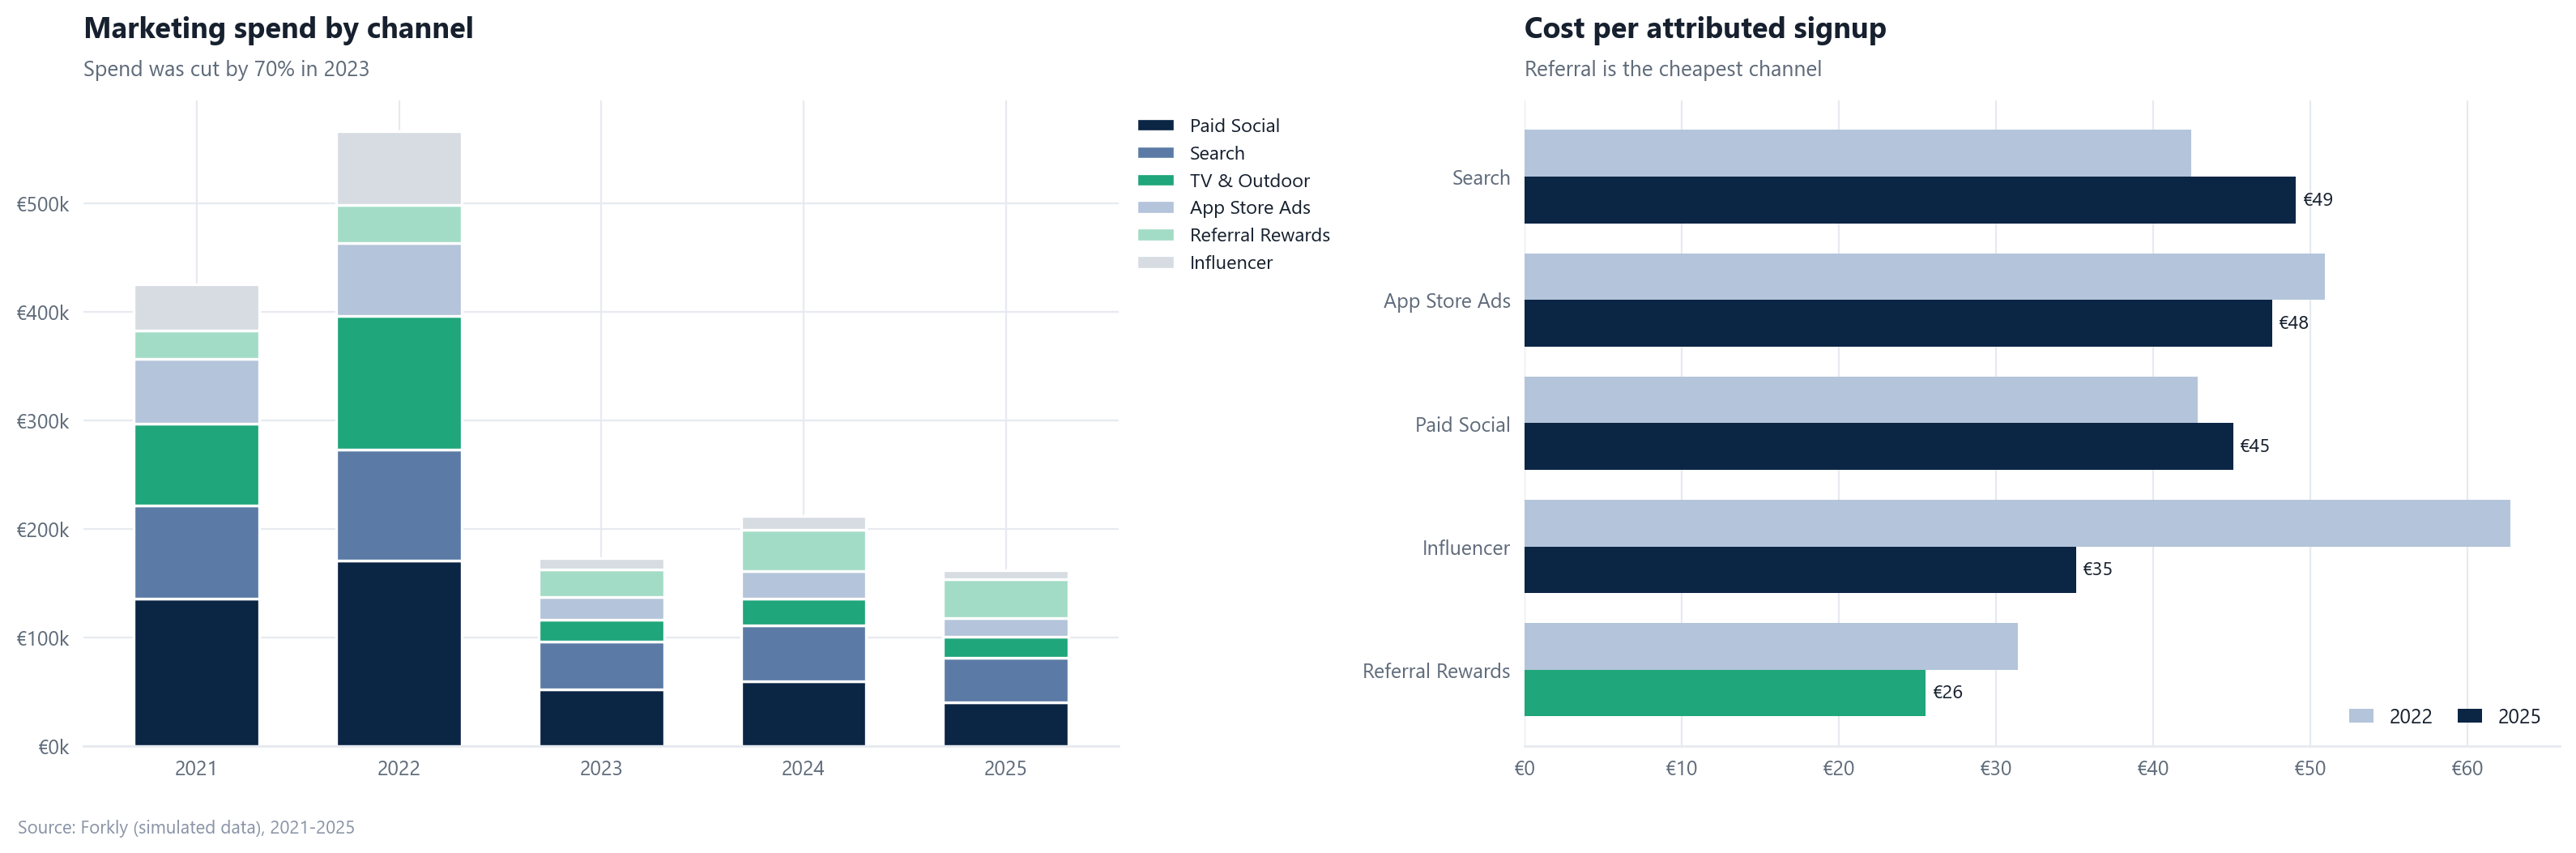 Marketing spend by channel
Spend was cut by 70% in 2023
€500k
€400k
€300k
€200k
€100k
€0k
2021
2022
2023
2024
2025
Paid Social
Search
TV & Outdoor
App Store Ads
Referral Rewards
Influencer
Cost per attributed signup
Referral is the cheapest channel
Search
€49
App Store Ads
€48
Paid Social
€45
Influencer
€35
Referral Rewards
€26
2022
2025
€0
€10
€20
€30
€40
€50
€60
Source: Forkly (simulated data), 2021-2025